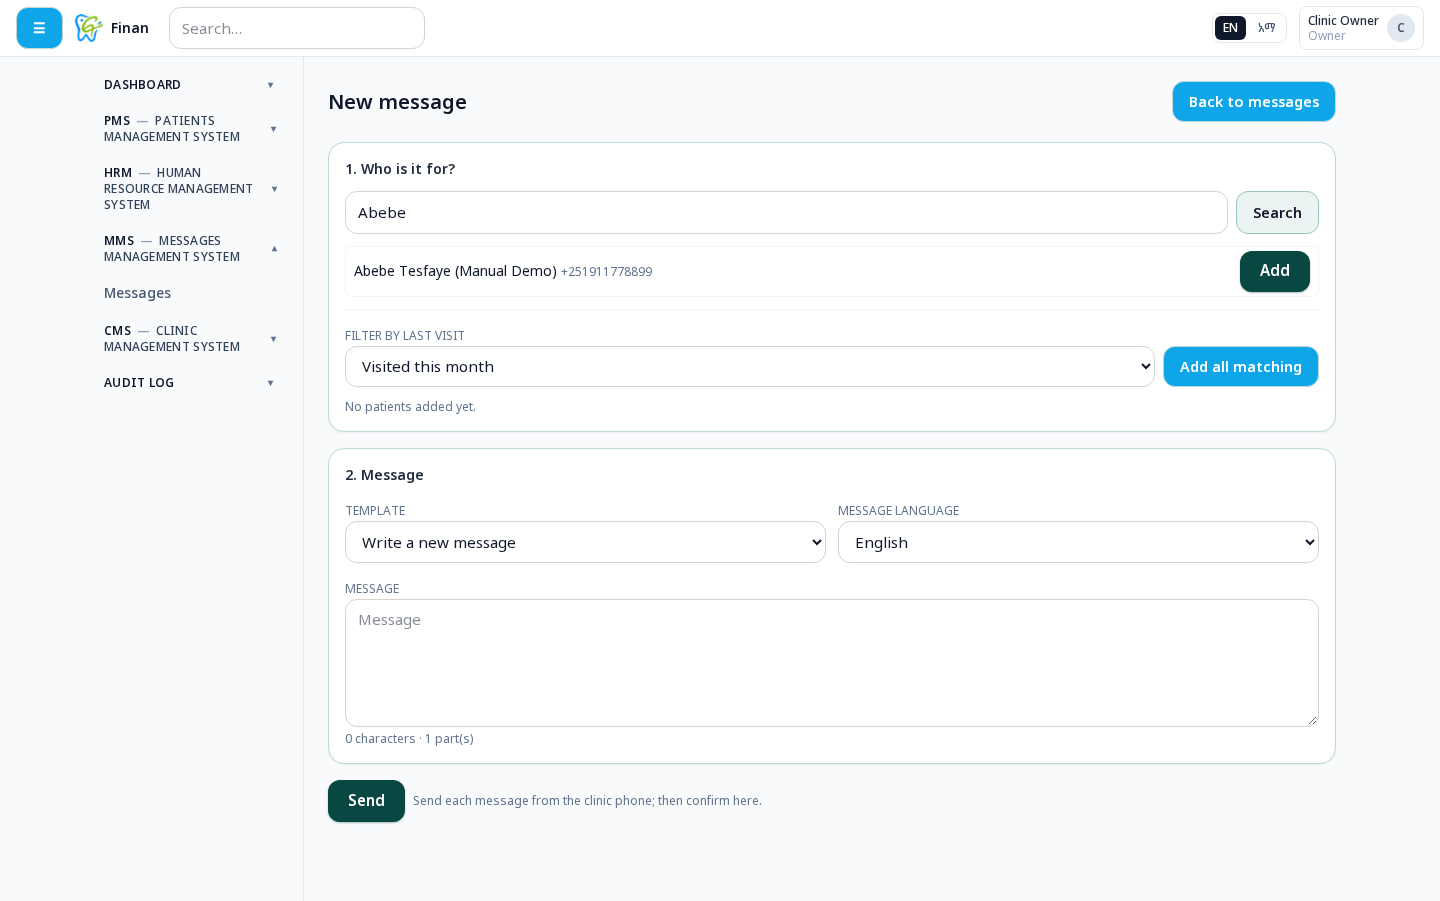 ☰
Finan
Search...
EN
አማ
Clinic Owner
Owner
C
DASHBOARD ▾
PMS — PATIENTS
MANAGEMENT SYSTEM ▾
HRM — HUMAN
RESOURCE MANAGEMENT
SYSTEM ▾
MMS — MESSAGES
MANAGEMENT SYSTEM ▴
Messages
CMS — CLINIC
MANAGEMENT SYSTEM ▾
AUDIT LOG ▾
New message
Back to messages
1. Who is it for?
Abebe
Search
Abebe Tesfaye (Manual Demo) +251911778899
Add
FILTER BY LAST VISIT
Visited this month
Add all matching
No patients added yet.
2. Message
TEMPLATE
MESSAGE LANGUAGE
Write a new message
English
MESSAGE
Message
0 characters · 1 part(s)
Send
Send each message from the clinic phone; then confirm here.